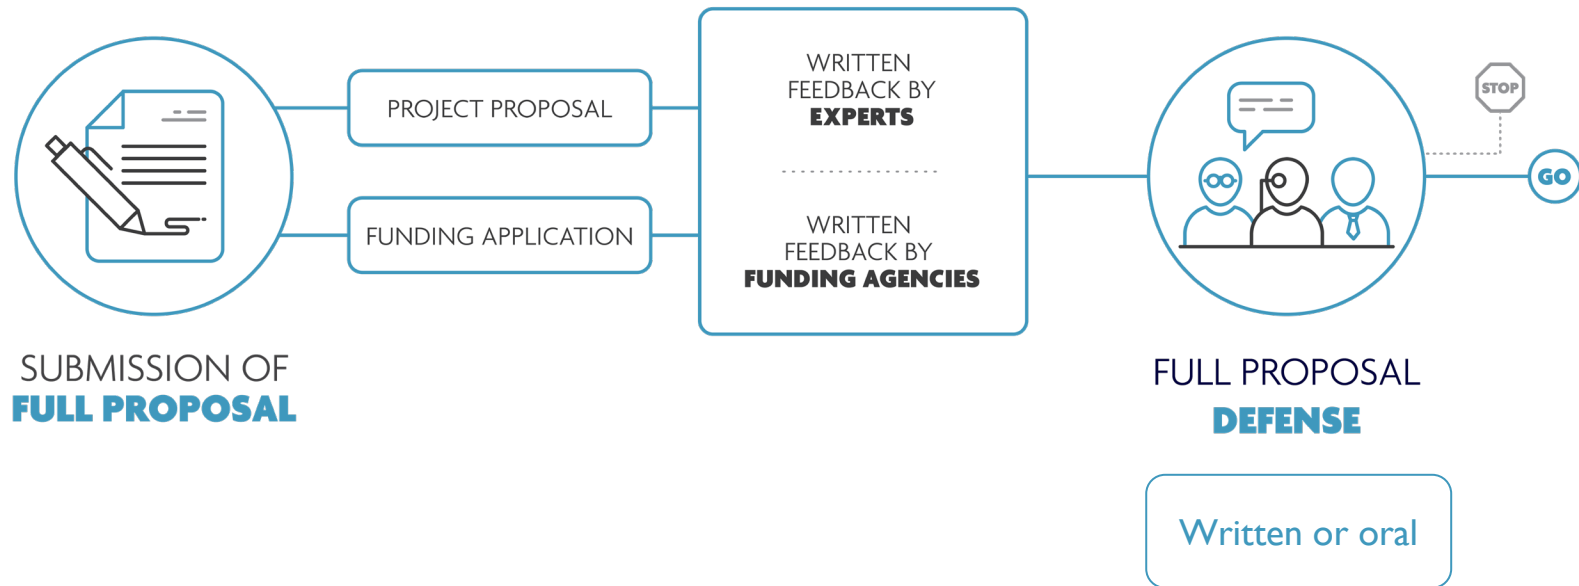 SUBMISSION OF
FULL PROPOSAL
PROJECT PROPOSAL
FUNDING APPLICATION
WRITTEN
FEEDBACK BY
EXPERTS
WRITTEN
FEEDBACK BY
FUNDING AGENCIES
FULL PROPOSAL
DEFENSE
Written or oral
STOP
GO